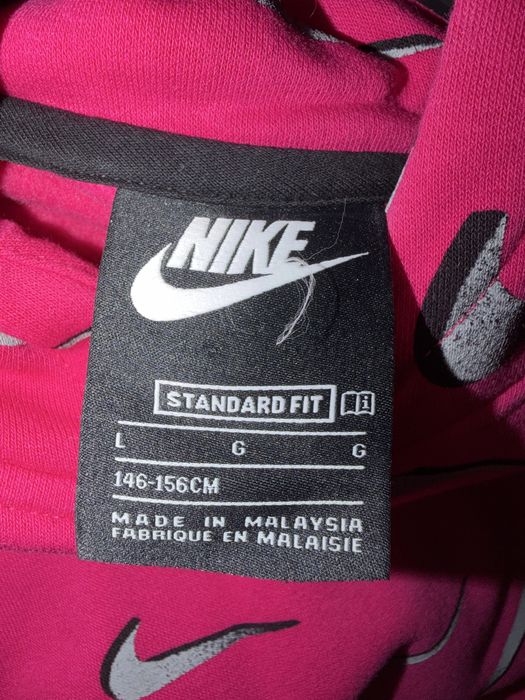 NIKE
STANDARD FIT
L G G
146-156CM
MADE IN MALAYSIA
FABRIQUE EN MALAISIE